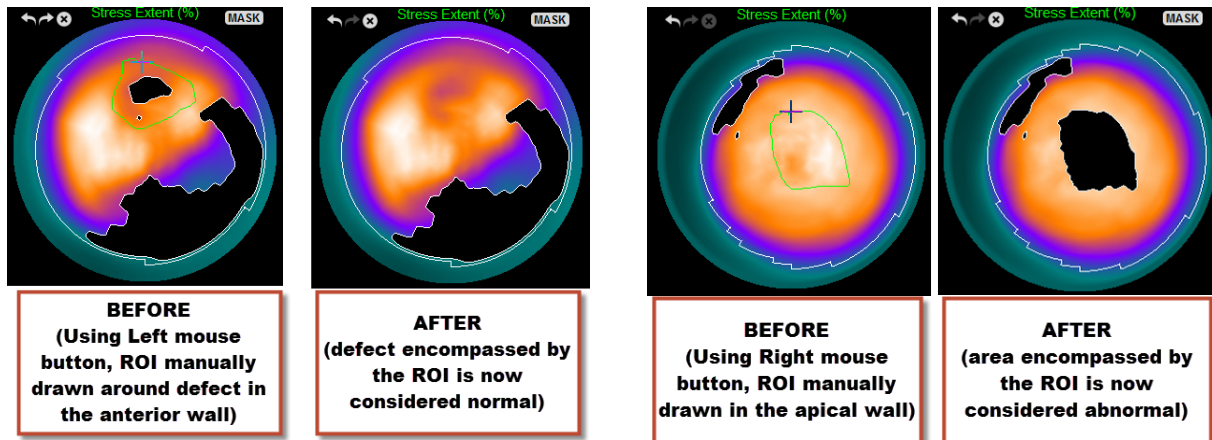 Stress Extent (%)
MASK
Stress Extent (%)
MASK
Stress Extent (%)
MASK
Stress Extent (%)
MASK
BEFORE
(Using Left mouse
button, ROI manually
drawn around defect in
the anterior wall)
AFTER
(defect encompassed by
the ROI is now
considered normal)
BEFORE
(Using Right mouse
button, ROI manually
drawn in the apical wall)
AFTER
(area encompassed by
the ROI is now
considered abnormal)